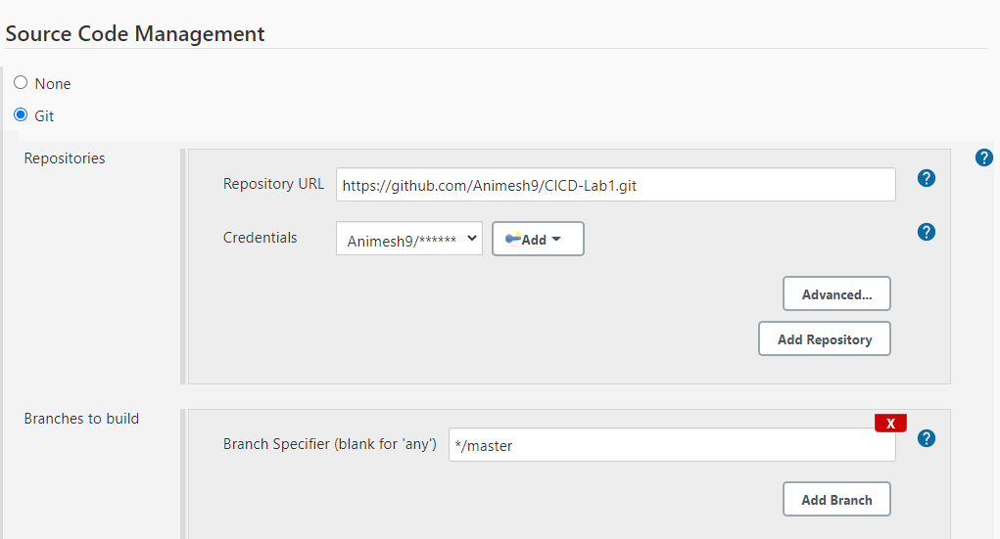 Source Code Management
None
Git
Repositories
Repository URL https://github.com/Animesh9/CICD-Lab1.git
Credentials Animesh9/****** Add
Advanced...
Add Repository
Branches to build
X
Branch Specifier (blank for 'any') */master
Add Branch